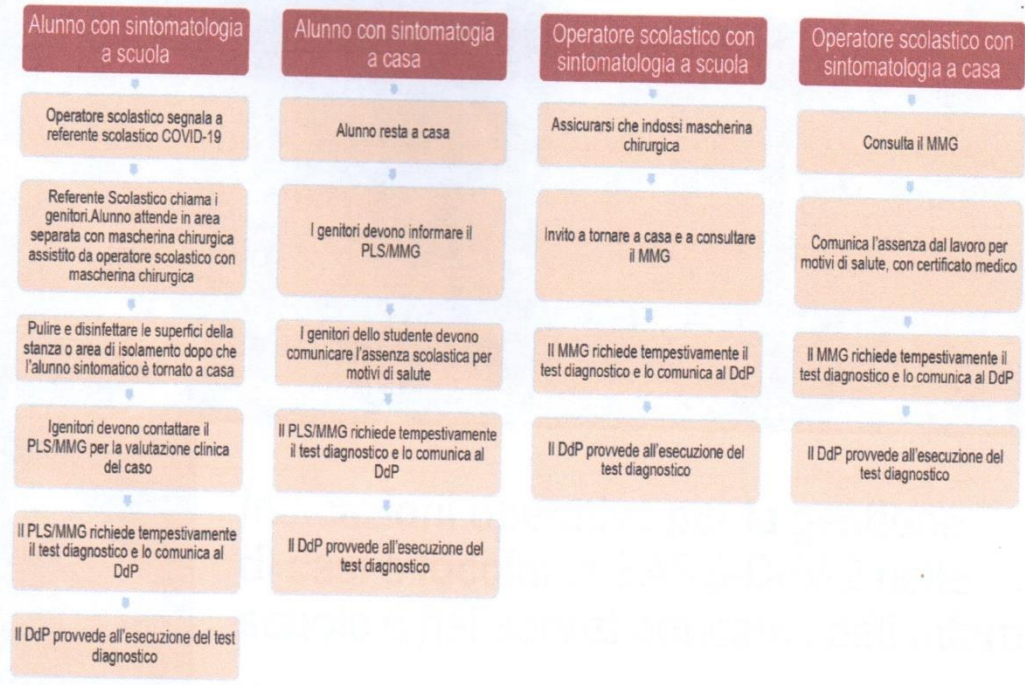 Alunno con sintomatologia
a scuola
Operatore scolastico segnala a
referente scolastico COVID-19
Referente Scolastico chiama i
genitori.Alunno attende in area
separata con mascherina chirurgica
assistito da operatore scolastico con
mascherina chirurgica
Pulire e disinfettare le superfici della
stanza o area di isolamento dopo che
l'alunno sintomatico è tornato a casa
Igenitori devono contattare il
PLS/MMG per la valutazione clinica
del caso
Il PLS/MMG richiede tempestivamente
il test diagnostico e lo comunica al
DdP
Il DdP provvede all'esecuzione del test
diagnostico
Alunno con sintomatogia
a casa
Alunno resta a casa
I genitori devono informare il
PLS/MMG
I genitori dello studente devono
comunicare l'assenza scolastica per
motivi di salute
Il PLS/MMG richiede tempestivamente
il test diagnostico e lo comunica al
DdP
Il DdP provvede all'esecuzione del
test diagnostico
Operatore scolastico con
sintomatologia a scuola
Assicurarsi che indossi mascherina
chirurgica
Invito a tornare a casa e a consultare
il MMG
Il MMG richiede tempestivamente il
test diagnostico e lo comunica al DdP
Il DdP provvede all'esecuzione del
test diagnostico
Operatore scolastico con
sintomatologia a casa
Consulta il MMG
Comunica l'assenza dal lavoro per
motivi di salute, con certificato medico
Il MMG richiede tempestivamente il
test diagnostico e lo comunica al DdP
Il DdP provvede all'esecuzione del
test diagnostico